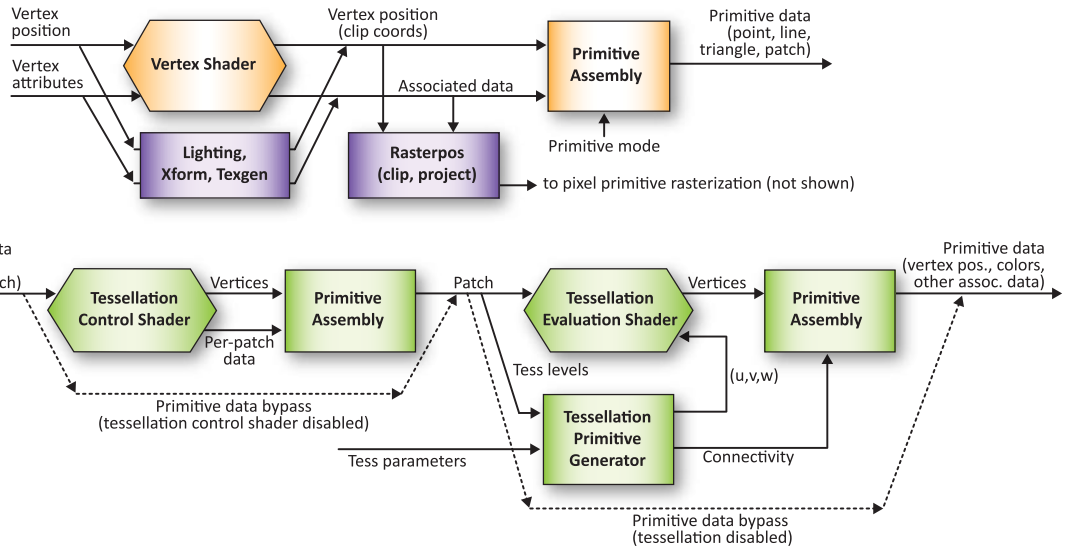 Vertex
position
Vertex
attributes
Vertex Shader
Vertex position
(clip coords)
Associated data
Primitive
Assembly
Primitive mode
Primitive data
(point, line,
triangle, patch)
Lighting,
Xform, Texgen
Rasterpos
(clip, project)
to pixel primitive rasterization (not shown)
ta
ch)
Tessellation
Control Shader
Vertices
Per-patch
data
Primitive
Assembly
Patch
Tessellation
Evaluation Shader
Vertices
Primitive
Assembly
Primitive data
(vertex pos., colors,
other assoc. data)
Primitive data bypass
(tessellation control shader disabled)
Tess levels
(u,v,w)
Tess parameters
Tessellation
Primitive
Generator
Connectivity
Primitive data bypass
(tessellation disabled)